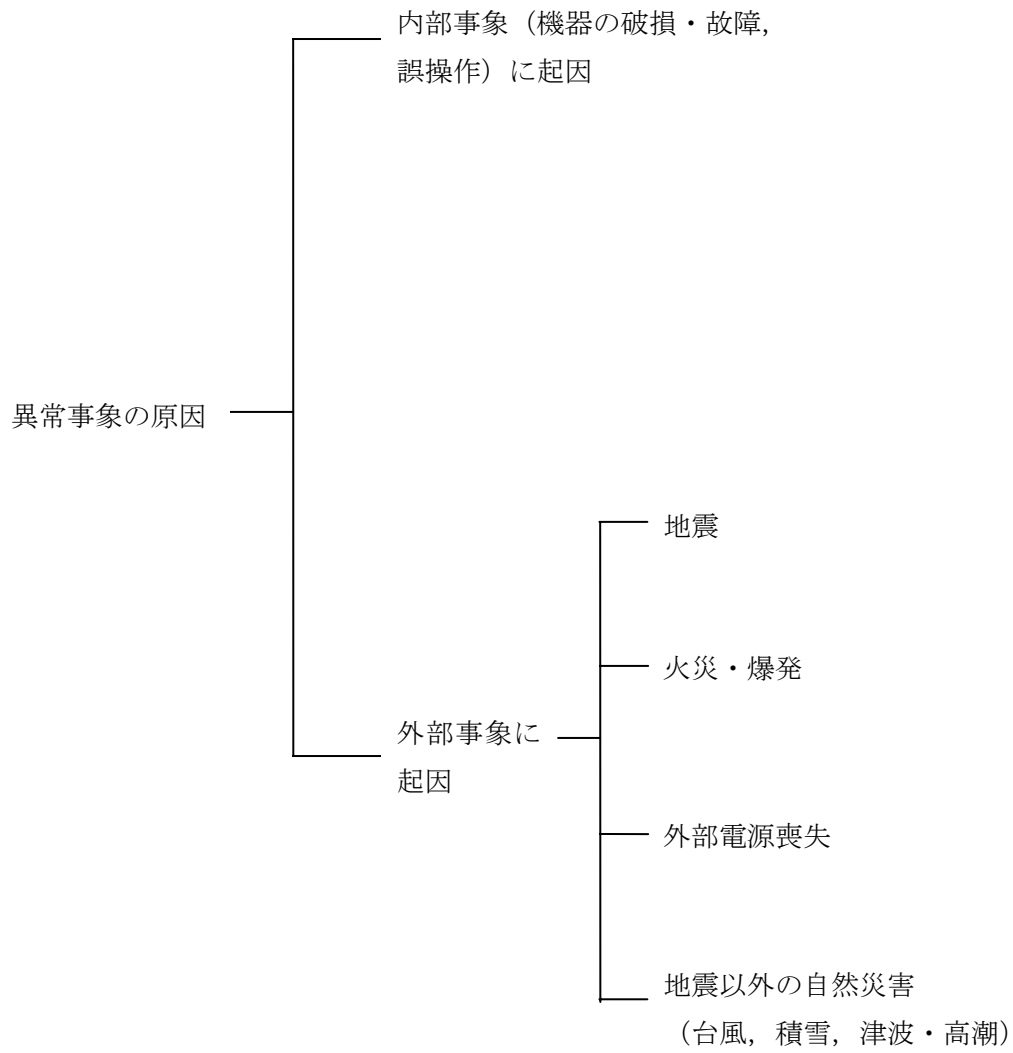 内部事象（機器の破損・故障，
誤操作）に起因
異常事象の原因
地震
火災・爆発
外部事象に
起因
外部電源喪失
地震以外の自然災害
（台風，積雪，津波・高潮）